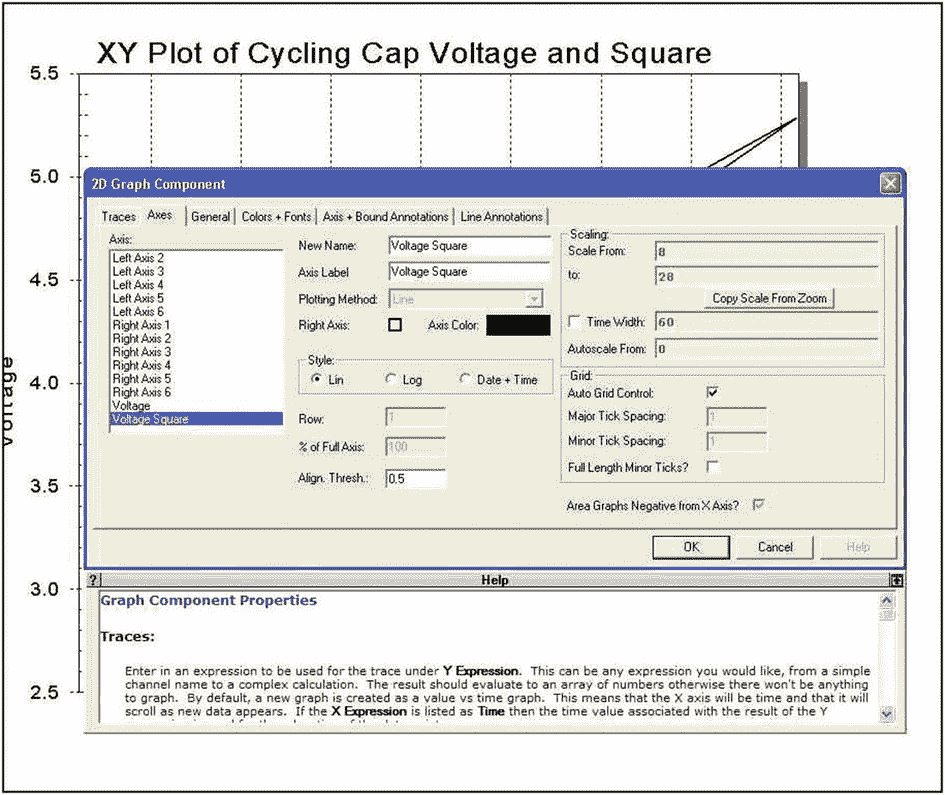 XY Plot of Cycling Cap Voltage and Square
5.5
5.0
4.5
4.0
3.5
3.0
2.5
Voltage
2D Graph Component
Traces Axes General Colors + Fonts Axis + Bound Annotations Line Annotations
Axis:
Left Axis 2
Left Axis 3
Left Axis 4
Left Axis 5
Left Axis 6
Right Axis 1
Right Axis 2
Right Axis 3
Right Axis 4
Right Axis 5
Right Axis 6
Voltage
Voltage Square
New Name: Voltage Square
Axis Label Voltage Square
Plotting Method: Line
Right Axis: Axis Color:
Style:
Lin Log Date + Time
Row: 1
% of Full Axis: 100
Align. Thresh.: 0.5
Scaling:
Scale From: 8
to: 28
Copy Scale From Zoom
Time Width: 60
Autoscale From: 0
Grid:
Auto Grid Control:
Major Tick Spacing: 1
Minor Tick Spacing: 1
Full Length Minor Ticks?
Area Graphs Negative from X Axis?
OK Cancel Help
? Help
Graph Component Properties
Traces:
Enter in an expression to be used for the trace under Y Expression. This can be any expression you would like, from a simple
channel name to a complex calculation. The result should evaluate to an array of numbers otherwise there won't be anything
to graph. By default, a new graph is created as a value vs time graph. This means that the X axis will be time and that it will
scroll as new data appears. If the X Expression is listed as Time then the time value associated with the result of the Y